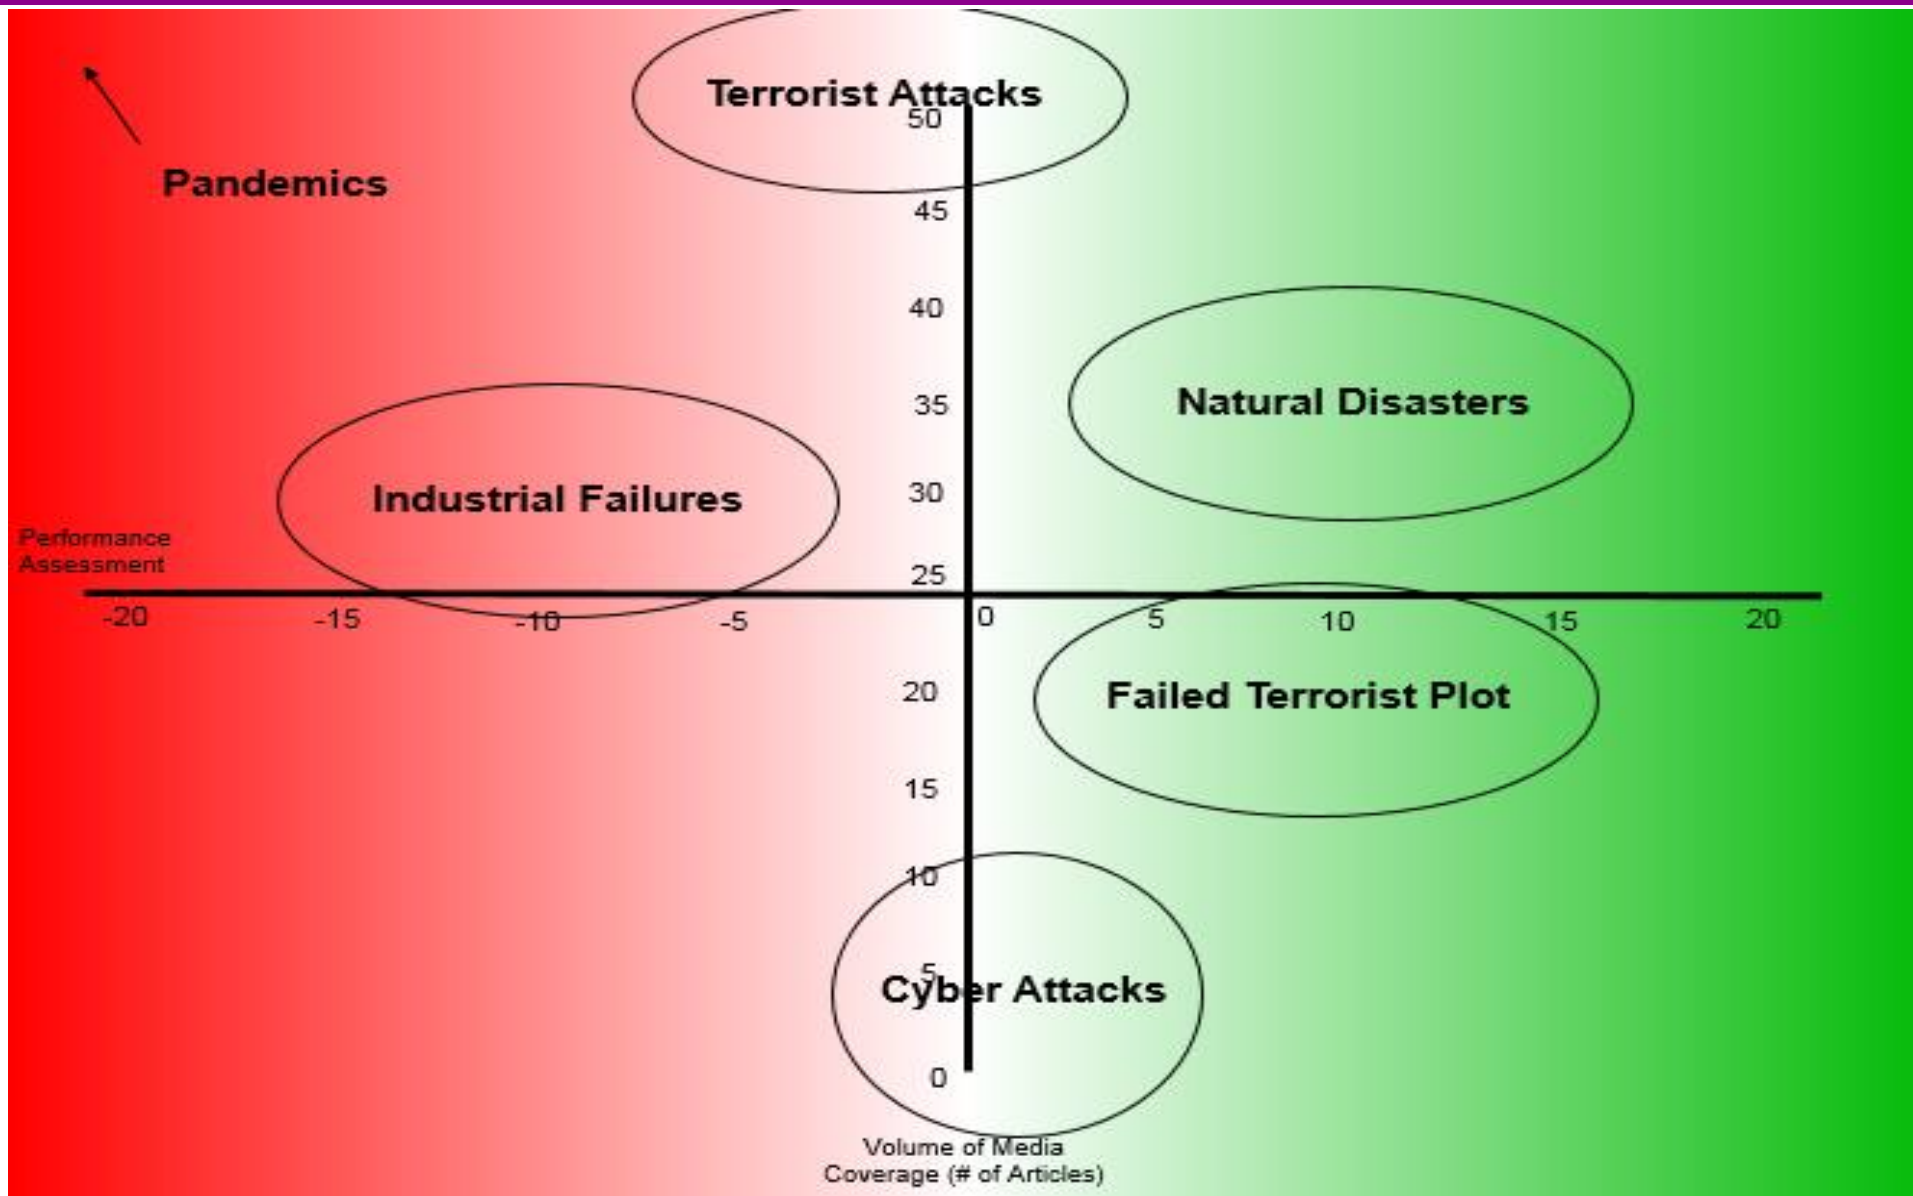 Terrorist Attacks
50
Pandemics
45
40
35
Natural Disasters
30
Industrial Failures
Performance
Assessment
25
-20 -15 -10 -5 0 5 10 15 20
20
Failed Terrorist Plot
15
10
5
Cyber Attacks
0
Volume of Media
Coverage (# of Articles)